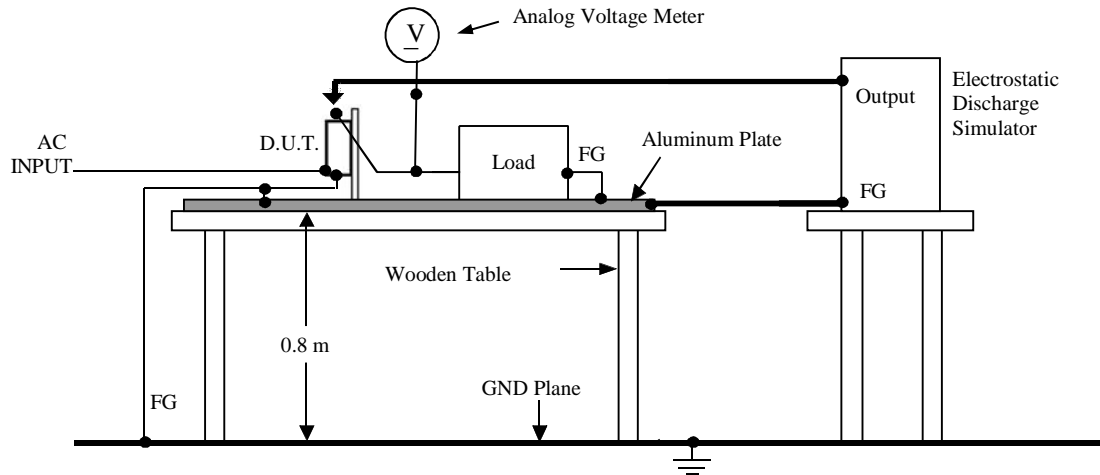 Analog Voltage Meter
V
Output
Electrostatic
Discharge
Simulator
AC
INPUT
D.U.T.
Load
FG
Aluminum Plate
FG
Wooden Table
0.8 m
FG
GND Plane